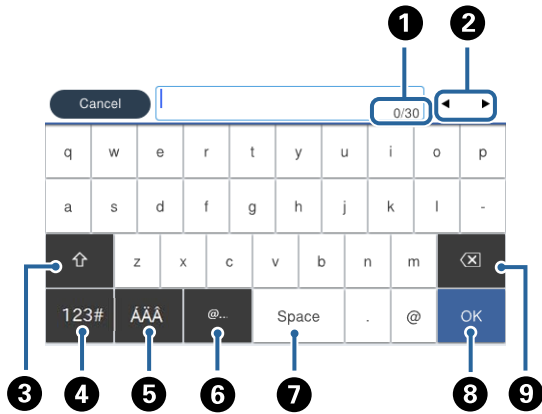 1 2
Cancel 0/30
q w e r t y u i o p
a s d f g h j k l -
z x c v b n m
123# ÁÄÂ @... Space . @ OK
3 4 5 6 7 8 9